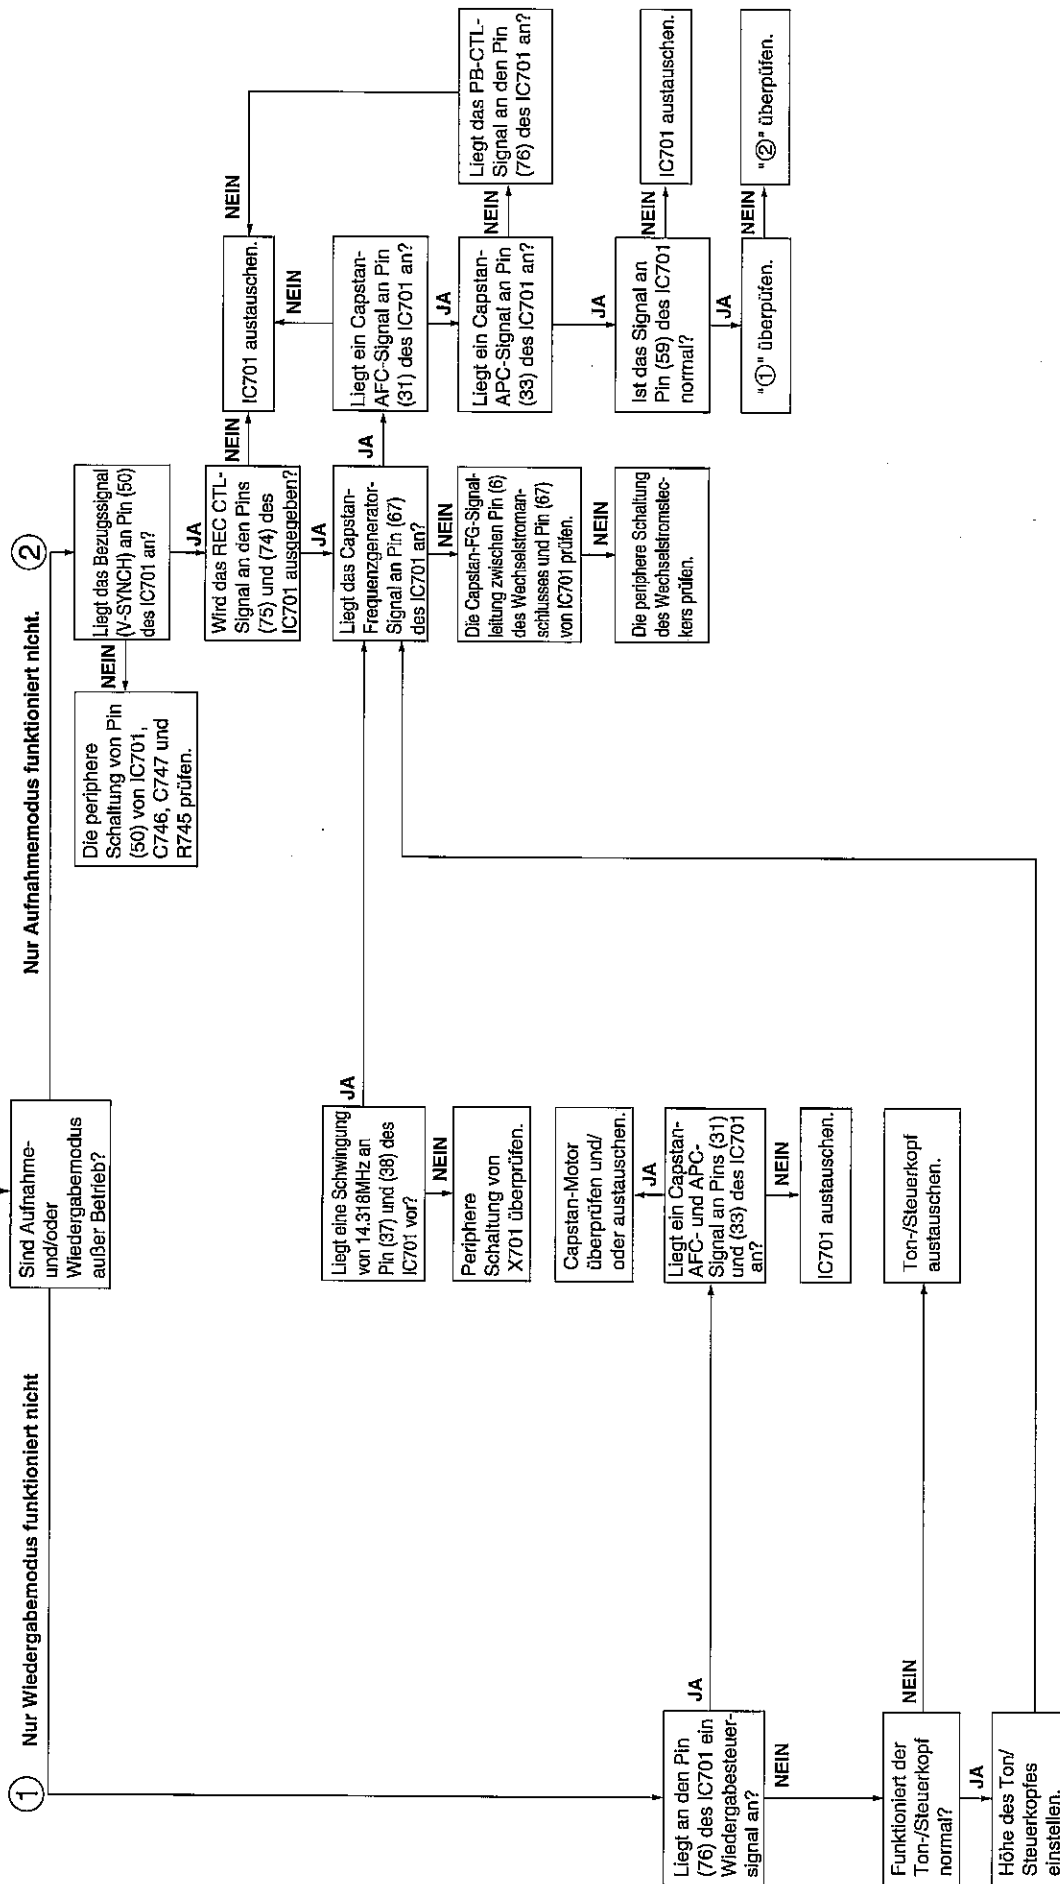 Sind Aufnahme-
und/oder
Wiedergabemodus
außer Betrieb?
①
Nur Wiedergabemodus funktioniert nicht
Nur Aufnahmemodus funktioniert nicht.
②
Liegt das Bezugssignal
(V-SYNCH) an Pin (50)
des IC701 an?
NEIN
Die periphere
Schaltung von Pin
(50) von IC701,
C746, C747 und
R745 prüfen.
JA
Wird das REC CTL-
Signal an den Pins
(75) und (74) des
IC701 ausgegeben?
NEIN
IC701 austauschen.
NEIN
JA
Liegt eine Schwingung
von 14.318MHz an
Pin (37) und (38) des
IC701 vor?
JA
NEIN
Periphere
Schaltung von
X701 überprüfen.
Liegt das Capstan-
Frequenzgenerator-
Signal an Pin (67)
des IC701 an?
JA
NEIN
Die Capstan-FG-Signal-
leitung zwischen Pin (6)
des Wechselstroman-
schlusses und Pin (67)
von IC701 prüfen.
NEIN
Die periphere Schaltung
des Wechselstromstec-
kers prüfen.
Liegt ein Capstan-
AFC-Signal an Pin
(31) des IC701 an?
NEIN
JA
Liegt ein Capstan-
APC-Signal an Pin
(33) des IC701 an?
NEIN
Liegt das PB-CTL-
Signal an den Pin
(76) des IC701 an?
JA
Ist das Signal an
Pin (59) des IC701
normal?
NEIN
IC701 austauschen.
JA
"①" überpüfen.
NEIN
"②" überpüfen.
Capstan-Motor
überprüfen und/
oder austauschen.
JA
Liegt ein Capstan-
AFC- und APC-
Signal an Pins (31)
und (33) des IC701
an?
NEIN
IC701 austauschen.
Liegt an den Pin
(76) des IC701 ein
Wiedergabesteuer-
signal an?
JA
NEIN
Funktioniert der
Ton-/Steuerkopf
normal?
NEIN
Ton-/Steuerkopf
austauschen.
JA
Höhe des Ton/
Steuerkopfes
einstellen.